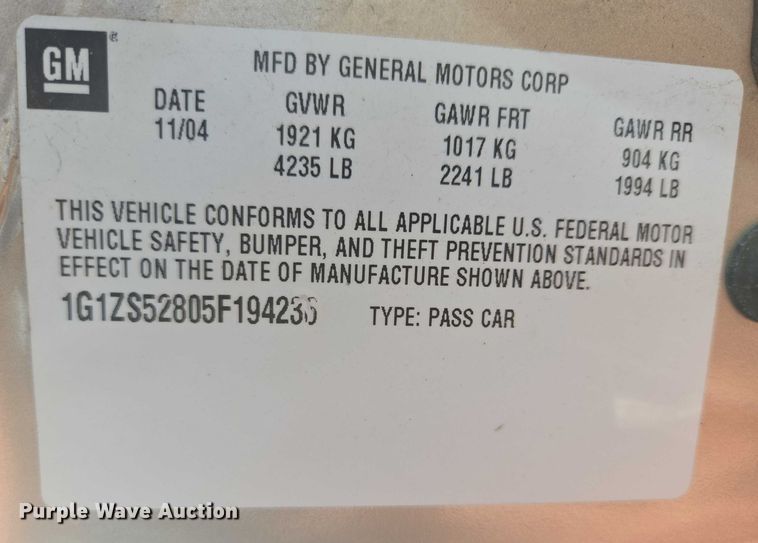 GM
®
MFD BY GENERAL MOTORS CORP
DATE GVWR GAWR FRT GAWR RR
11/04 1921 KG 1017 KG 904 KG
4235 LB 2241 LB 1994 LB
THIS VEHICLE CONFORMS TO ALL APPLICABLE U.S. FEDERAL MOTOR
VEHICLE SAFETY, BUMPER, AND THEFT PREVENTION STANDARDS IN
EFFECT ON THE DATE OF MANUFACTURE SHOWN ABOVE.
1G1ZS52805F194236 TYPE: PASS CAR
Purple Wave Auction